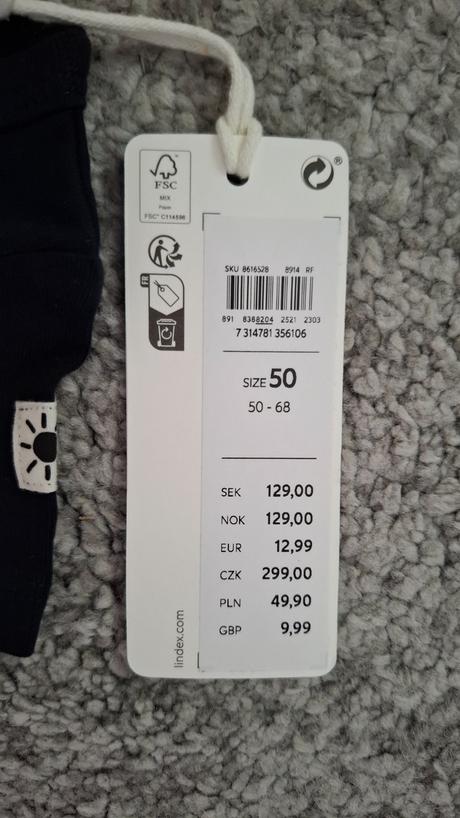 FSC
MIX
Paper
FSC® C114596
®
FR
SKU 8616528 8914 RF
891 8388204 2521 2303
7 314781 356106
SIZE 50
50 - 68
SEK 129,00
NOK 129,00
EUR 12,99
CZK 299,00
PLN 49,90
GBP 9,99
lindex.com